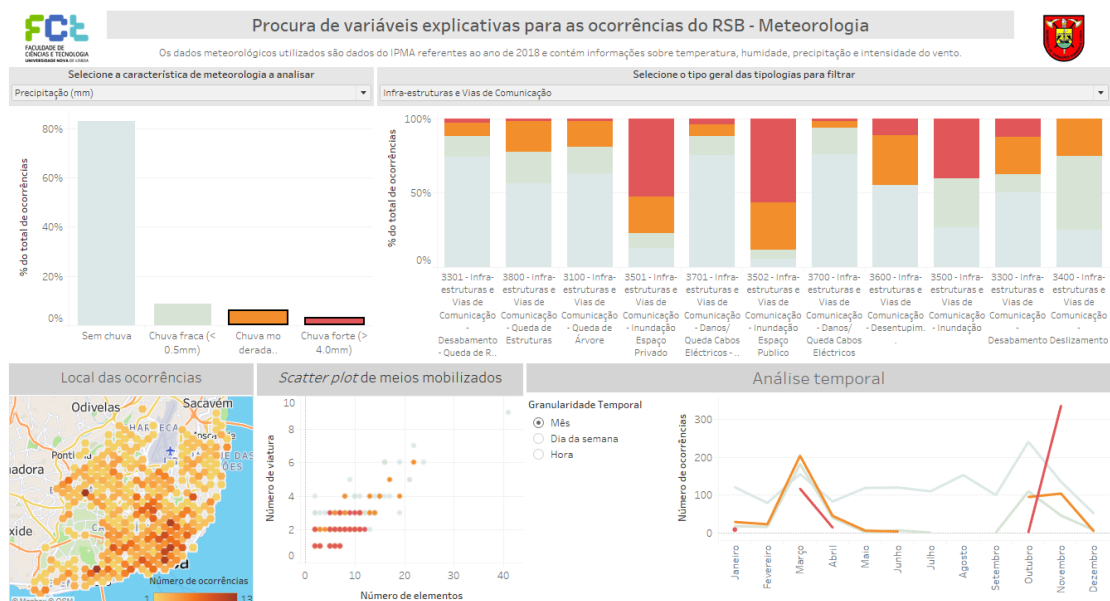 FCt
FACULDADE DE
CIÊNCIAS E TECNOLOGIA
UNIVERSIDADE NOVA DE LISBOA
Procura de variáveis explicativas para as ocorrências do RSB - Meteorologia
Os dados meteorológicos utilizados são dados do IPMA referentes ao ano de 2018 e contém informações sobre temperatura, humidade, precipitação e intensidade do vento.
Selecione a característica de meteorologia a analisar
Precipitação (mm)
Selecione o tipo geral das tipologias para filtrar
Infra-estruturas e Vias de Comunicação
% do total de ocorrências
80%
60%
40%
20%
0%
Sem chuva
Chuva fraca (<
0.5mm)
Chuva mo
derada..
Chuva forte (>
4.0mm)
% do total de ocorrências
100%
50%
0%
3301 - Infra-
estruturas e
Vias de
Comunicação
-
Desabamento
- Queda de R..
3800 - Infra-
estruturas e
Vias de
Comunicação
- Queda de
Estruturas
3100 - Infra-
estruturas e
Vias de
Comunicação
- Queda de
Árvore
3501 - Infra-
estruturas e
Vias de
Comunicação
- Inundação
Espaço
Privado
3701 - Infra-
estruturas e
Vias de
Comunicação
- Danos/
Queda Cabos
Eléctricos - ..
3502 - Infra-
estruturas e
Vias de
Comunicação
- Inundação
Espaço
Publico
3700 - Infra-
estruturas e
Vias de
Comunicação
- Danos/
Queda Cabos
Eléctricos
3600 - Infra-
estruturas e
Vias de
Comunicação
- Desentupim.
.
3500 - Infra-
estruturas e
Vias de
Comunicação
- Inundação
3300 - Infra-
estruturas e
Vias de
Comunicação
-
Desabamento
3400 - Infra-
estruturas e
Vias de
Comunicação
-
Deslizamento
Local das ocorrências
Odivelas
Sacavém
Número de ocorrências
1
13
Scatter plot de meios mobilizados
Número de viatura
10
8
6
4
2
0
0
10
20
30
40
Número de elementos
Análise temporal
Granularidade Temporal
Mês
Dia da semana
Hora
Número de ocorrências
300
200
100
0
Janeiro
Fevereiro
Março
Abril
Maio
Junho
Julho
Agosto
Setembro
Outubro
Novembro
Dezembro